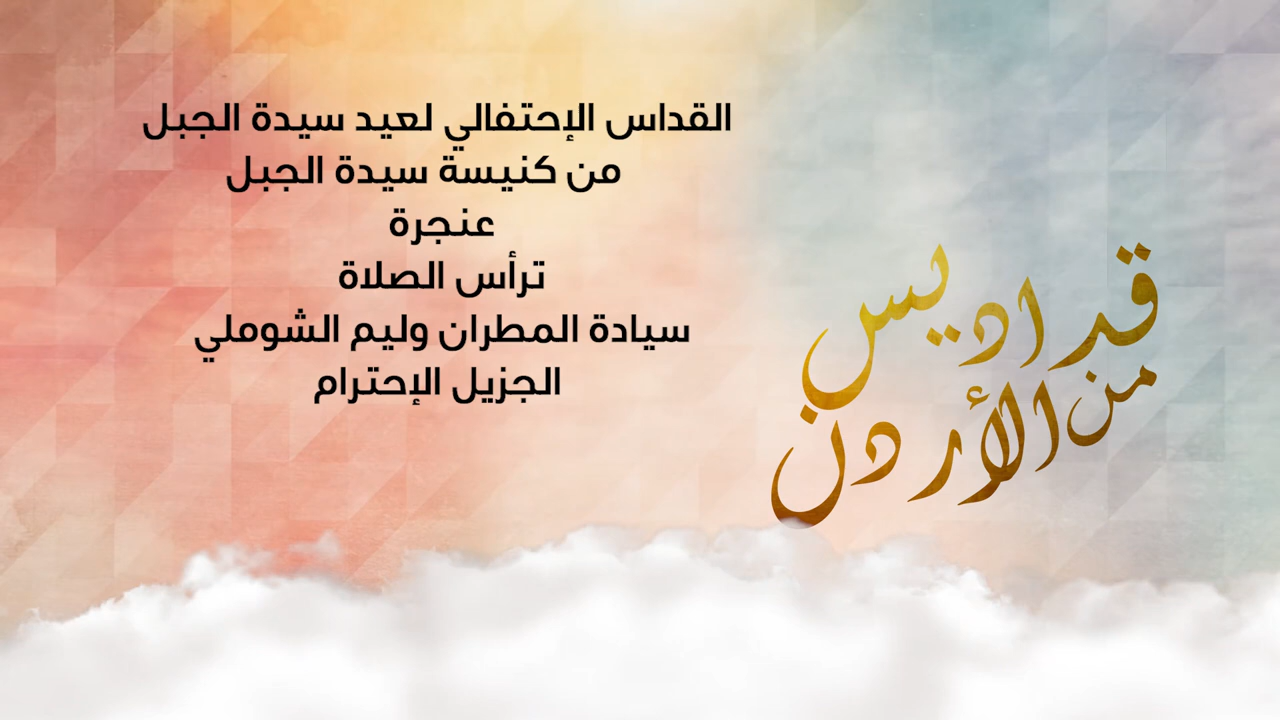 القداس الإحتفالي لعيد سيدة الجبل
من كنيسة سيدة الجبل
عنجرة
ترأس الصلاة
سيادة المطران وليم الشوملي
الجزيل الإحترام
قداديس
من الأردن